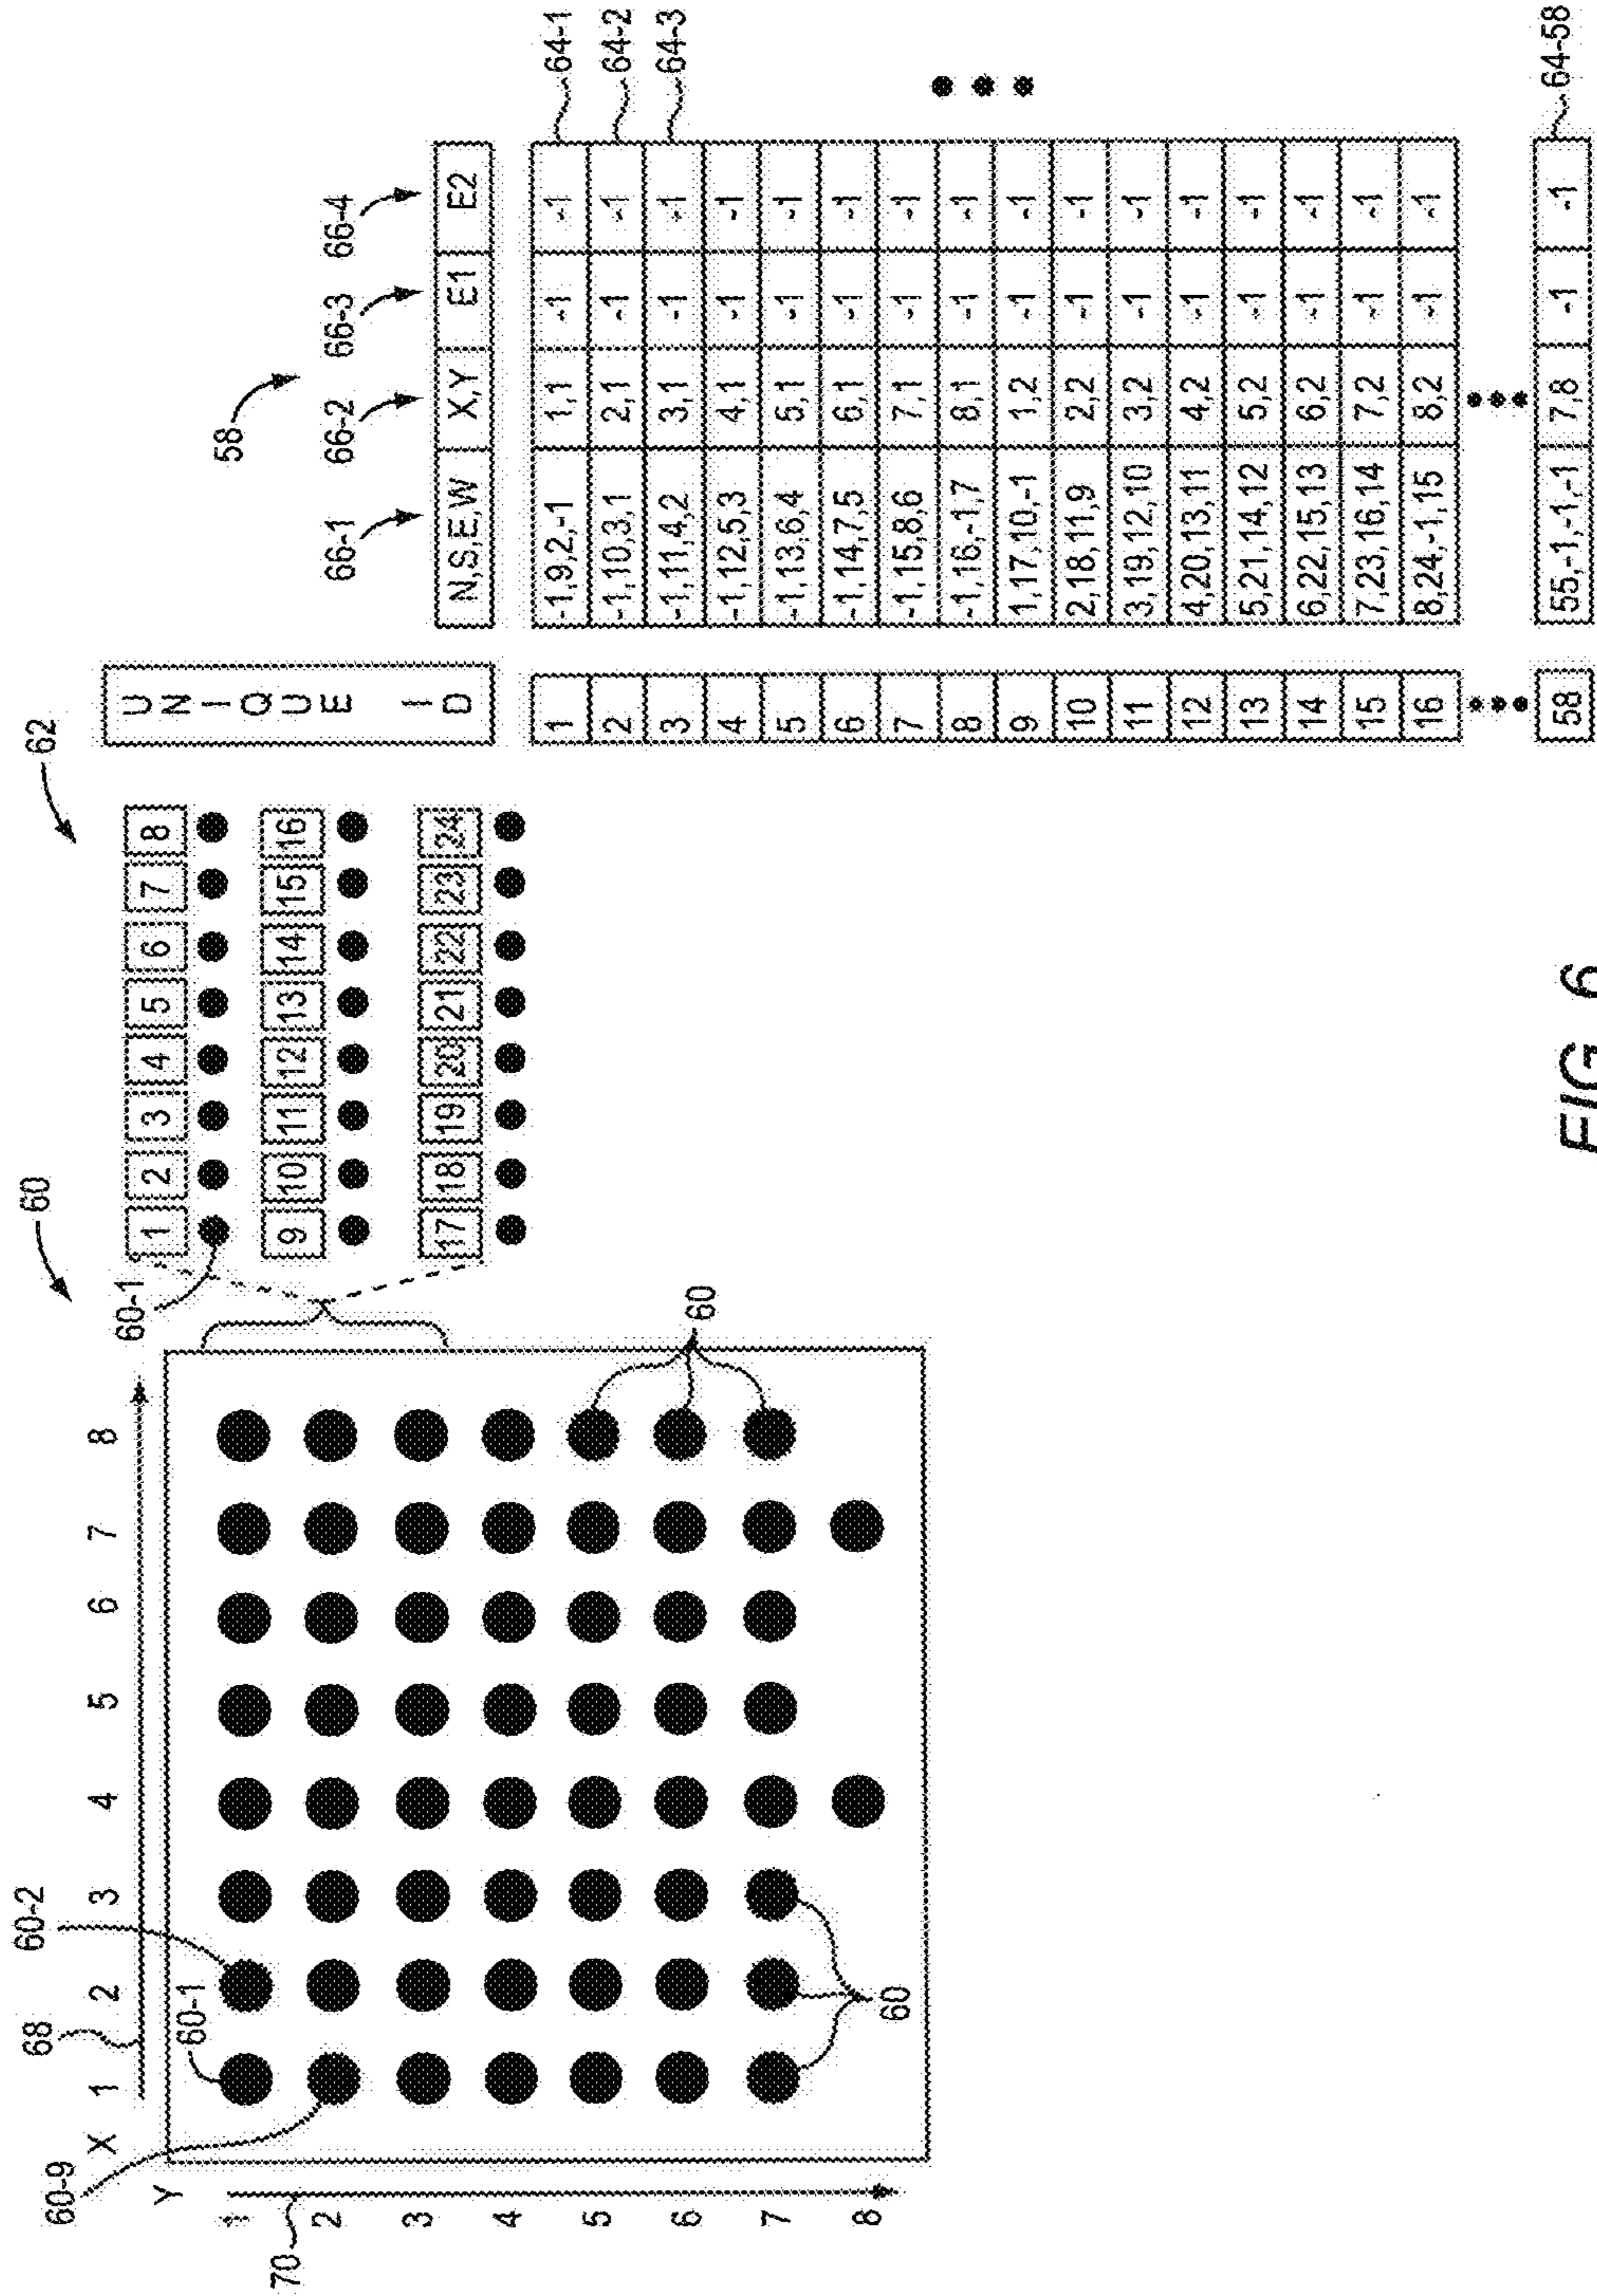 60
62
58
68
60-2
60-1
60-9
70
X 1 2 3 4 5 6 7 8
Y
1
2
3
4
5
6
7
8
60
60
60-1
1 2 3 4 5 6 7 8
9 10 11 12 13 14 15 16
17 18 19 20 21 22 23 24
66-1 66-2 66-3 66-4
UNIQUE ID N,S,E,W X,Y E1 E2
1 -1,9,2,-1 1,1 -1 -1 64-1
2 -1,10,3,1 2,1 -1 -1 64-2
3 -1,11,4,2 3,1 -1 -1 64-3
4 -1,12,5,3 4,1 -1 -1
5 -1,13,6,4 5,1 -1 -1
6 -1,14,7,5 6,1 -1 -1
7 -1,15,8,6 7,1 -1 -1
8 -1,16,-1,7 8,1 -1 -1
9 1,17,10,-1 1,2 -1 -1
10 2,18,11,9 2,2 -1 -1
11 3,19,12,10 3,2 -1 -1
12 4,20,13,11 4,2 -1 -1
13 5,21,14,12 5,2 -1 -1
14 6,22,15,13 6,2 -1 -1
15 7,23,16,14 7,2 -1 -1
16 8,24,-1,15 8,2 -1 -1
58 55,-1,-1,-1 7,8 -1 -1 64-58
FIG. 6